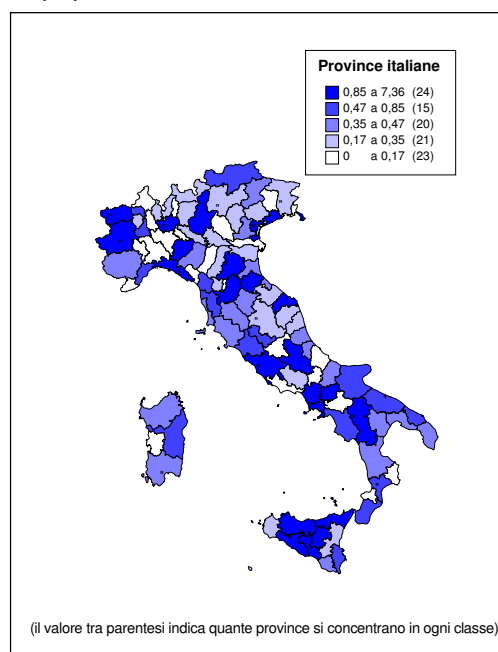 Province italiane
0,85 a 7,36 (24)
0,47 a 0,85 (15)
0,35 a 0,47 (20)
0,17 a 0,35 (21)
0 a 0,17 (23)
(il valore tra parentesi indica quante province si concentrano in ogni classe)